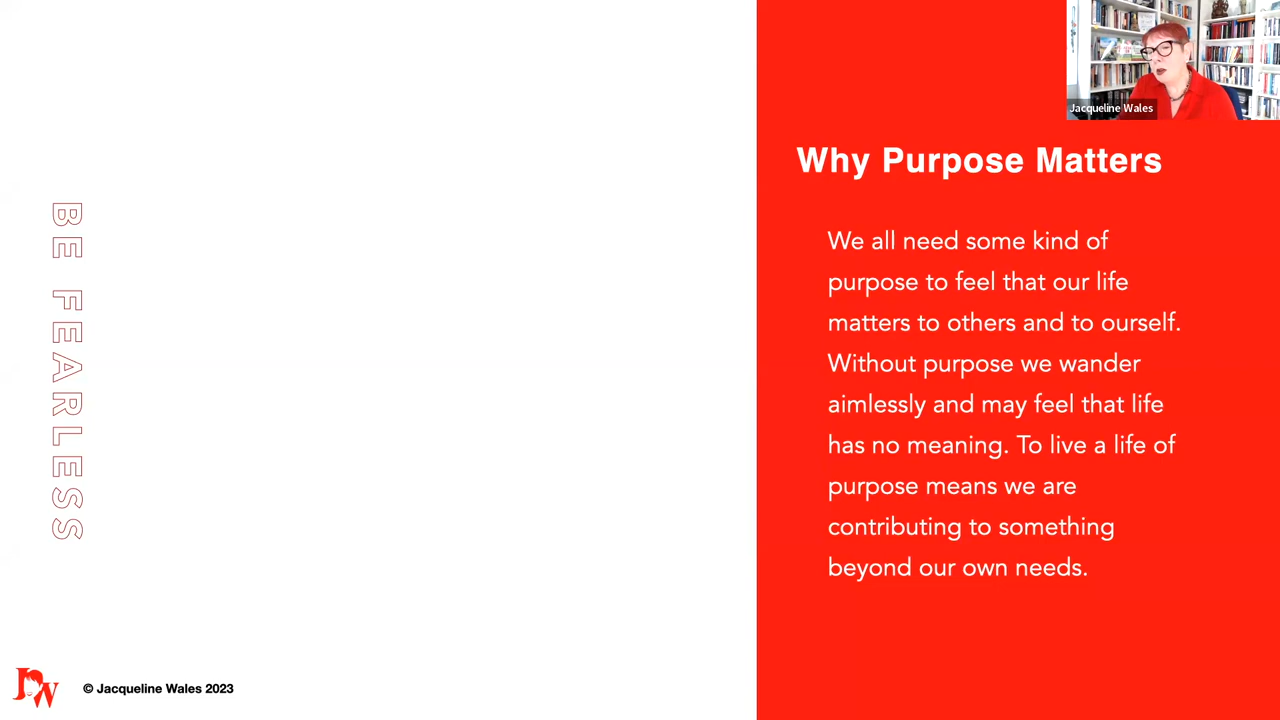 Jacqueline Wales
Why Purpose Matters
We all need some kind of
purpose to feel that our life
matters to others and to ourself.
Without purpose we wander
aimlessly and may feel that life
has no meaning. To live a life of
purpose means we are
contributing to something
beyond our own needs.
BE FEARLESS
JW
© Jacqueline Wales 2023